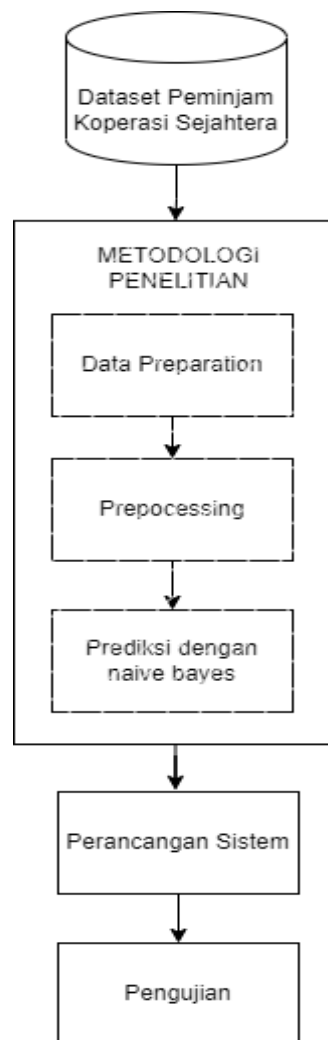 Dataset Peminjam
Koperasi Sejahtera
METODOLOGI
PENELITIAN
Data Preparation
Prepocessing
Prediksi dengan
naive bayes
Perancangan Sistem
Pengujian